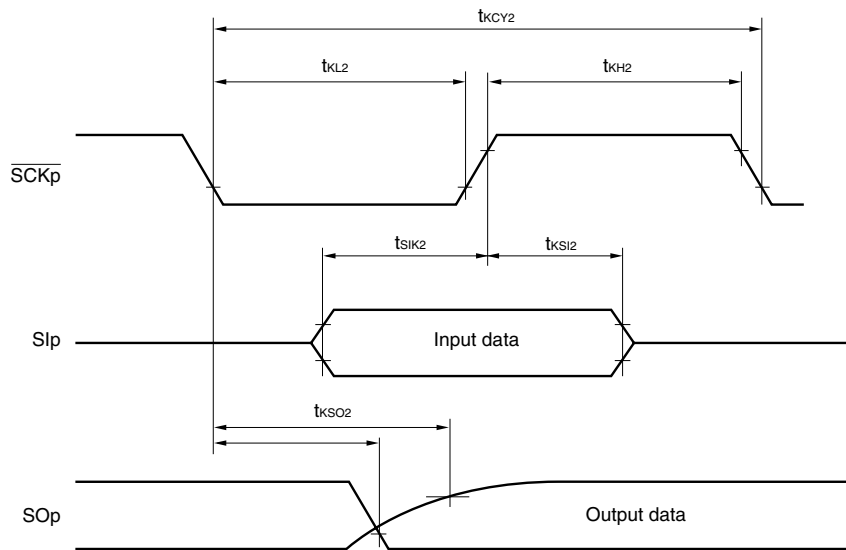 tKCY2
tKL2
tKH2
SCKp
tSIK2
tKSI2
SIp
Input data
tKSO2
SOp
Output data